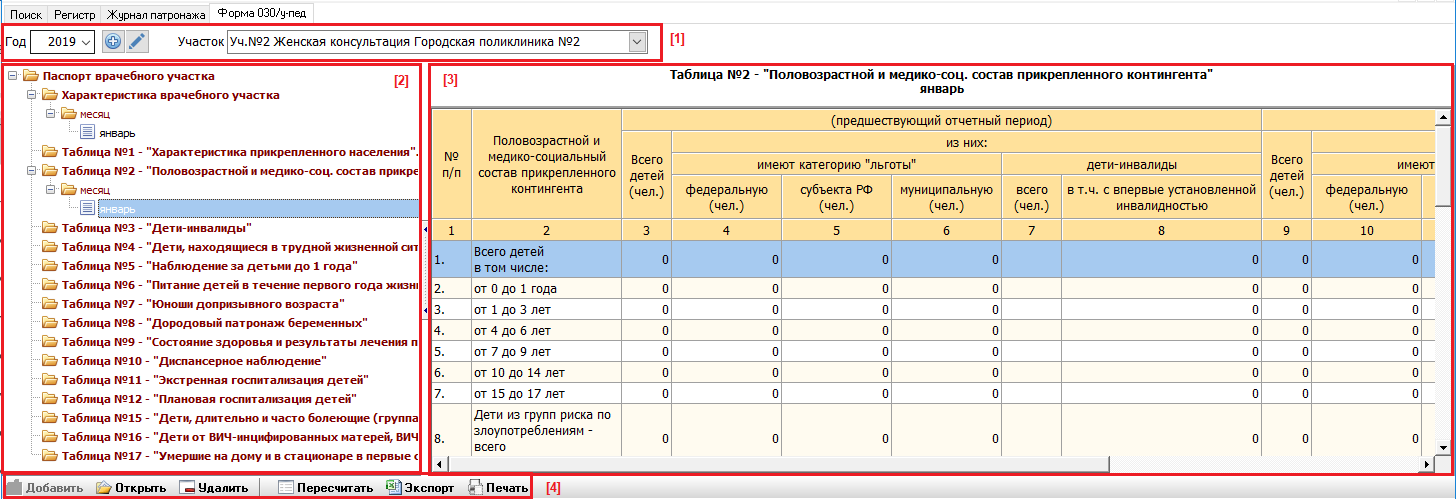 Поиск Регистр Журнал патронажа Форма 030/у-пед
Год 2019 Участок Уч.№2 Женская консультация Городская поликлиника №2 [1]
[2]
Паспорт врачебного участка
Характеристика врачебного участка
месяц
январь
Таблица №1 - "Характеристика прикрепленного населения".
Таблица №2 - "Половозрастной и медико-соц. состав прикре
месяц
январь
Таблица №3 - "Дети-инвалиды"
Таблица №4 - "Дети, находящиеся в трудной жизненной сит
Таблица №5 - "Наблюдение за детьми до 1 года"
Таблица №6 - "Питание детей в течение первого года жизн
Таблица №7 - "Юноши допризывного возраста"
Таблица №8 - "Дородовый патронаж беременных"
Таблица №9 - "Состояние здоровья и результаты лечения п
Таблица №10 - "Диспансерное наблюдение"
Таблица №11 - "Экстренная госпитализация детей"
Таблица №12 - "Плановая госпитализация детей"
Таблица №15 - "Дети, длительно и часто болеющие (группа
Таблица №16 - "Дети от ВИЧ-инцифированных матерей, ВИЧ
Таблица №17 - "Умершие на дому и в стационаре в первые с
[3]
Таблица №2 - "Половозрастной и медико-соц. состав прикрепленного контингента"
январь
№
п/п
Половозрастной и
медико-социальный
состав прикрепленного
контингента
(предшествующий отчетный период)
Всего
детей
(чел.)
из них:
имеют категорию "льготы"
дети-инвалиды
федеральную
(чел.)
субъекта РФ
(чел.)
муниципальную
(чел.)
всего
(чел.)
в т.ч. с впервые установленной
инвалидностью
Всего
детей
(чел.)
имеют
федеральную
(чел.)
1 2 3 4 5 6 7 8 9 10
1. Всего детей
в том числе: 0 0 0 0 0 0 0
2. от 0 до 1 года 0 0 0 0 0 0 0
3. от 1 до 3 лет 0 0 0 0 0 0 0
4. от 4 до 6 лет 0 0 0 0 0 0 0
5. от 7 до 9 лет 0 0 0 0 0 0 0
6. от 10 до 14 лет 0 0 0 0 0 0 0
7. от 15 до 17 лет 0 0 0 0 0 0 0
8. Дети из групп риска по
злоупотреблениям -
всего 0 0 0 0 0 0 0
Добавить Открыть Удалить Пересчитать Экспорт Печать [4]